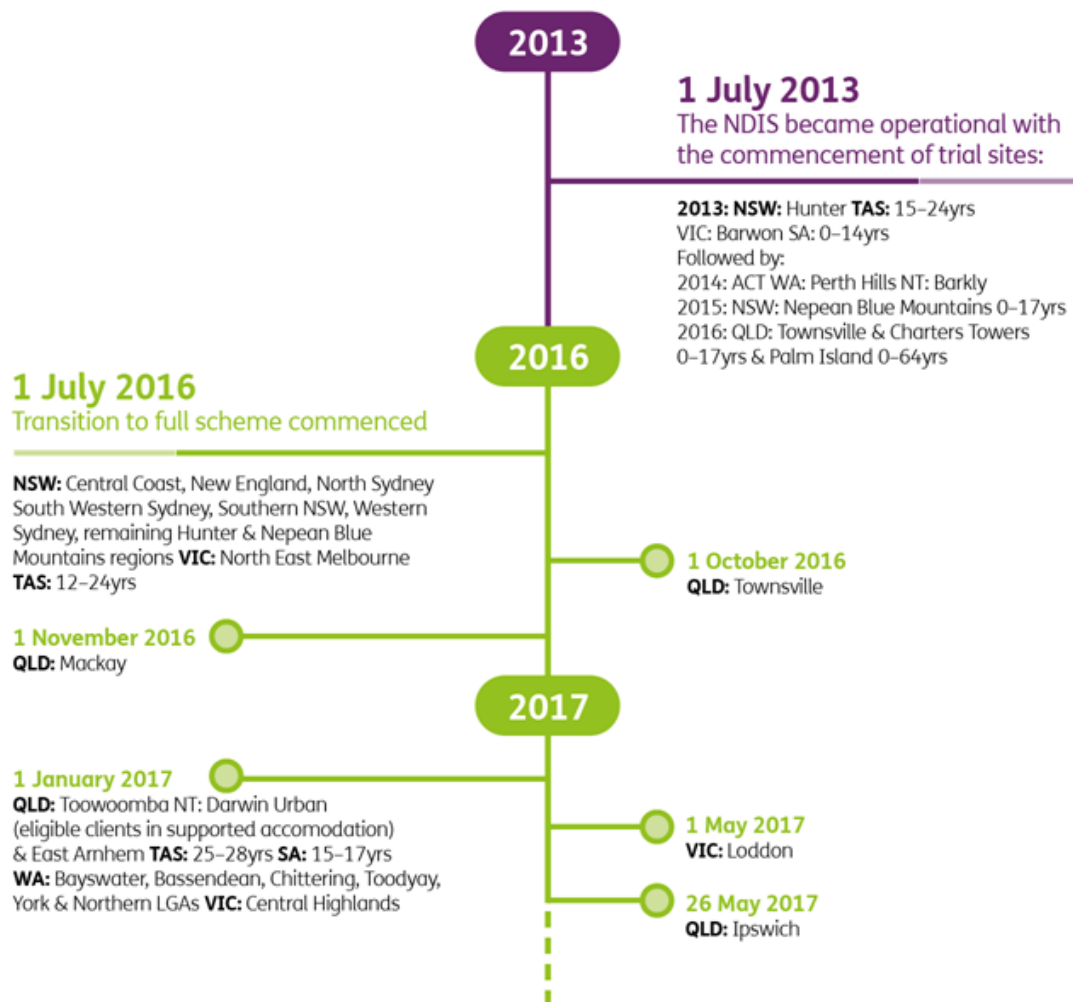 2013
1 July 2013
The NDIS became operational with
the commencement of trial sites:
2013: NSW: Hunter TAS: 15–24yrs
VIC: Barwon SA: 0–14yrs
Followed by:
2014: ACT WA: Perth Hills NT: Barkly
2015: NSW: Nepean Blue Mountains 0–17yrs
2016: QLD: Townsville & Charters Towers
0–17yrs & Palm Island 0–64yrs
2016
1 July 2016
Transition to full scheme commenced
NSW: Central Coast, New England, North Sydney
South Western Sydney, Southern NSW, Western
Sydney, remaining Hunter & Nepean Blue
Mountains regions VIC: North East Melbourne
TAS: 12–24yrs
1 October 2016
QLD: Townsville
1 November 2016
QLD: Mackay
2017
1 January 2017
QLD: Toowoomba NT: Darwin Urban
(eligible clients in supported accomodation)
& East Arnhem TAS: 25–28yrs SA: 15–17yrs
WA: Bayswater, Bassendean, Chittering, Toodyay,
York & Northern LGAs VIC: Central Highlands
1 May 2017
VIC: Loddon
26 May 2017
QLD: Ipswich